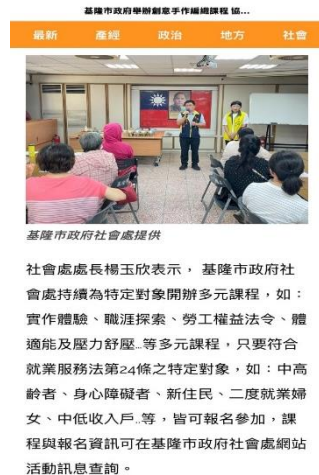 基隆市政府舉辦創意手作編織課程 協...
最新 產經 政治 地方 社會
基隆市政府社會處提供
社會處處長楊玉欣表示， 基隆市政府社
會處持續為特定對象開辦多元課程，如：
實作體驗、職涯探索、勞工權益法令、體
適能及壓力舒壓…等多元課程，只要符合
就業服務法第24條之特定對象，如：中高
齡者、身心障礙者、新住民、二度就業婦
女、中低收入戶..等，皆可報名參加，課
程與報名資訊可在基隆市政府社會處網站
活動訊息查詢。